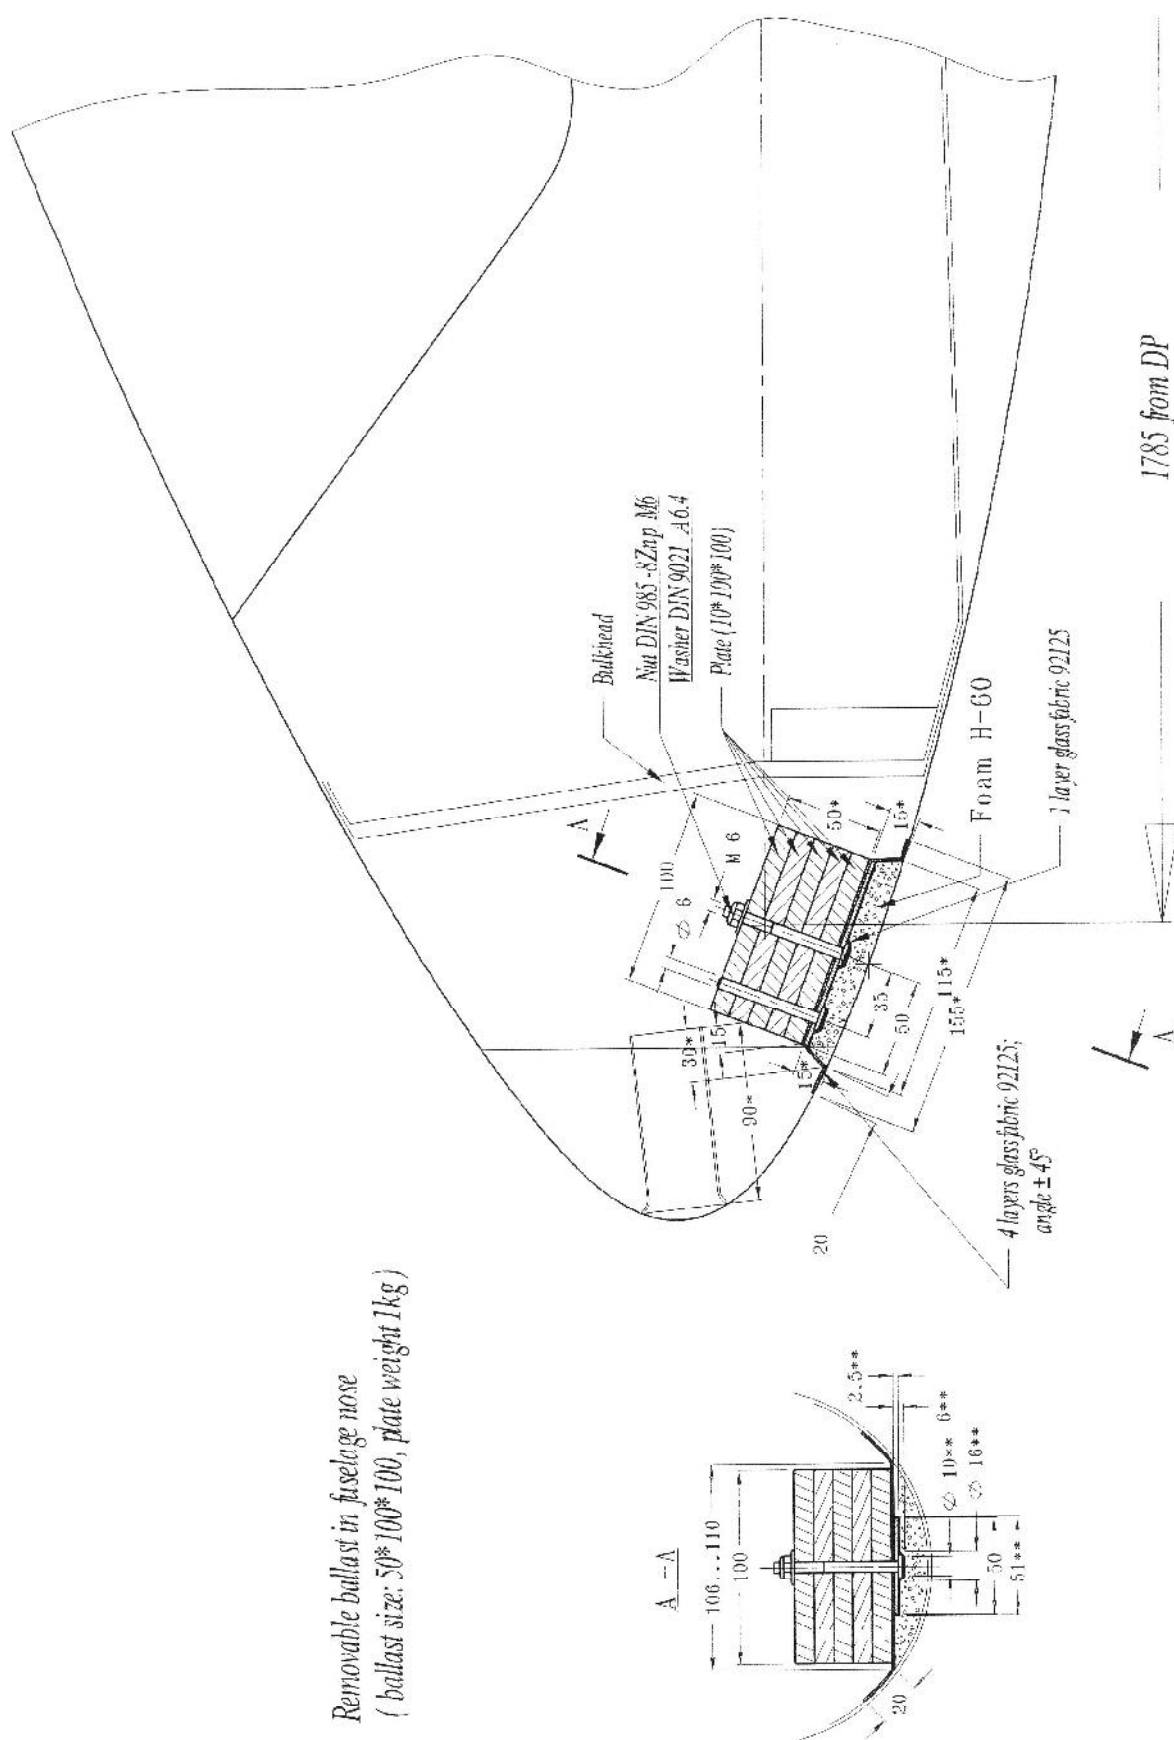 Removable ballast in fuselage nose
( ballast size: 50*100*100, plate weight 1kg )
Bulkhead
Nut DIN 985 -8Znp M6
Washer DIN 9021 A6.4
Plate (10*100*100)
A
100
Ø 6
M 6
50*
15*
Foam H-60
1 layer glassfabric 92125
30*
15
15*
90*
35
50
115*
155*
20
4 layers glassfabric 92125;
angle ± 45°
A
1785 from DP
A-A
106...110
100
2.5**
6**
Ø 10**
Ø 16**
50
51**
20